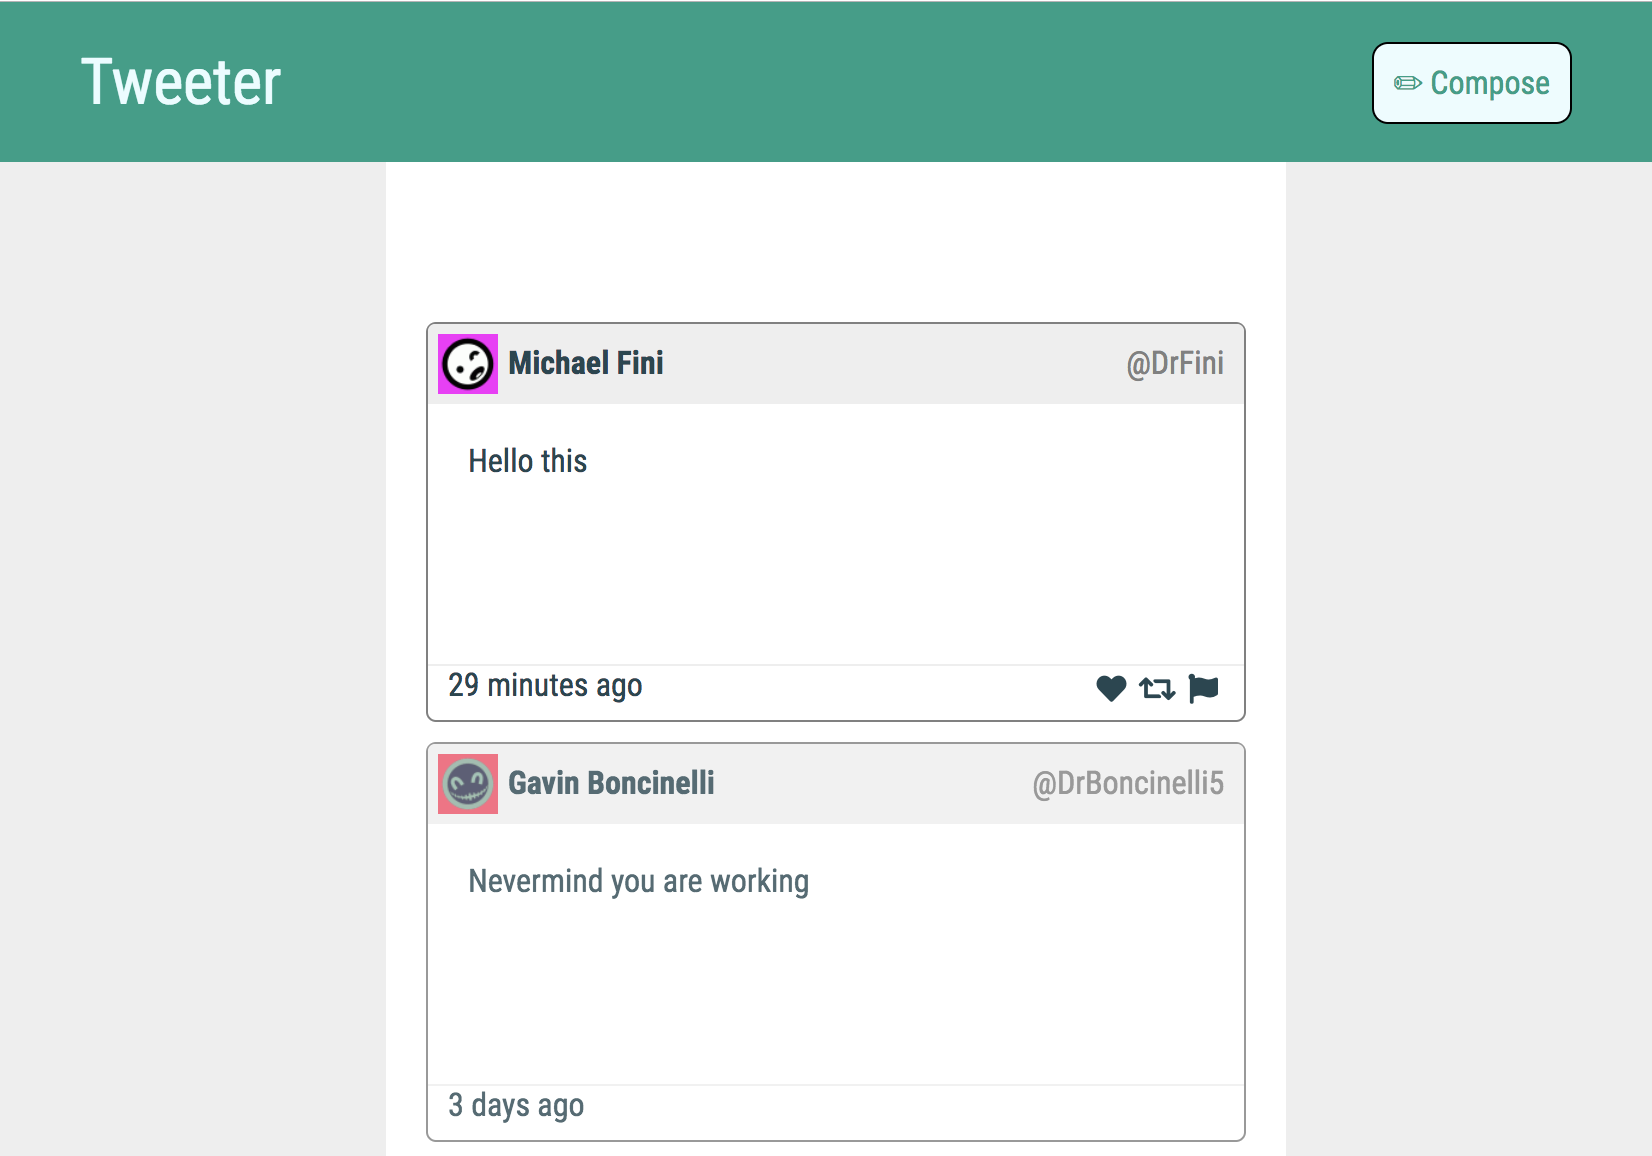 Tweeter
✏ Compose
Michael Fini @DrFini
Hello this
29 minutes ago
Gavin Boncinelli @DrBoncinelli5
Nevermind you are working
3 days ago